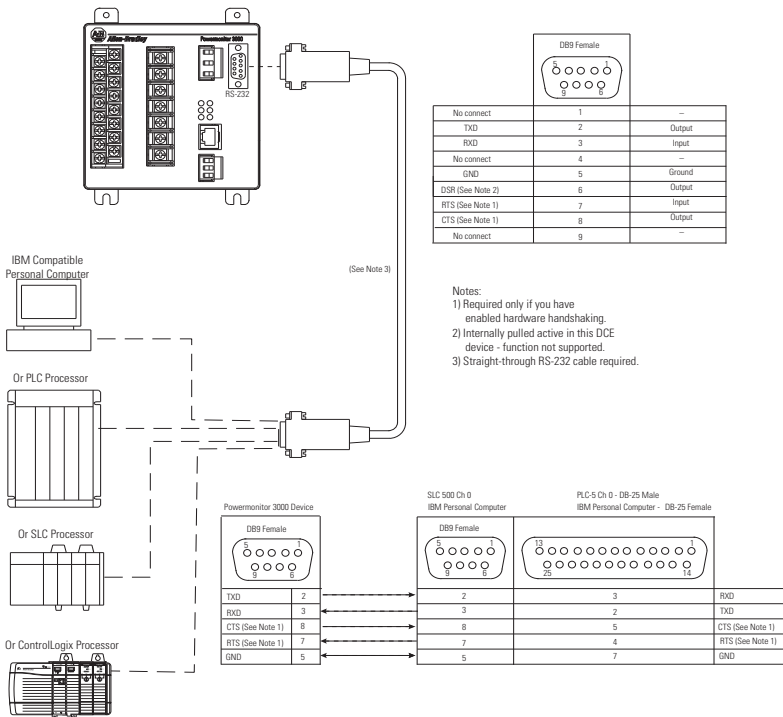 Allen-Bradley Powermonitor 3000
RS-232
DB9 Female
5 1
9 6
No connect 1 –
TXD 2 Output
RXD 3 Input
No connect 4 –
GND 5 Ground
DSR (See Note 2) 6 Output
RTS (See Note 1) 7 Input
CTS (See Note 1) 8 Output
No connect 9 –
Notes:
1) Required only if you have
enabled hardware handshaking.
2) Internally pulled active in this DCE
device - function not supported.
3) Straight-through RS-232 cable required.
(See Note 3)
IBM Compatible
Personal Computer
Or PLC Processor
Or SLC Processor
Or ControlLogix Processor
Powermonitor 3000 Device
DB9 Female
5 1
9 6
TXD 2
RXD 3
CTS (See Note 1) 8
RTS (See Note 1) 7
GND 5
SLC 500 Ch 0
IBM Personal Computer
DB9 Female
5 1
9 6
2
3
8
7
5
PLC-5 Ch 0 - DB-25 Male
IBM Personal Computer - DB-25 Female
13 1
25 14
3 RXD
2 TXD
5 CTS (See Note 1)
4 RTS (See Note 1)
7 GND